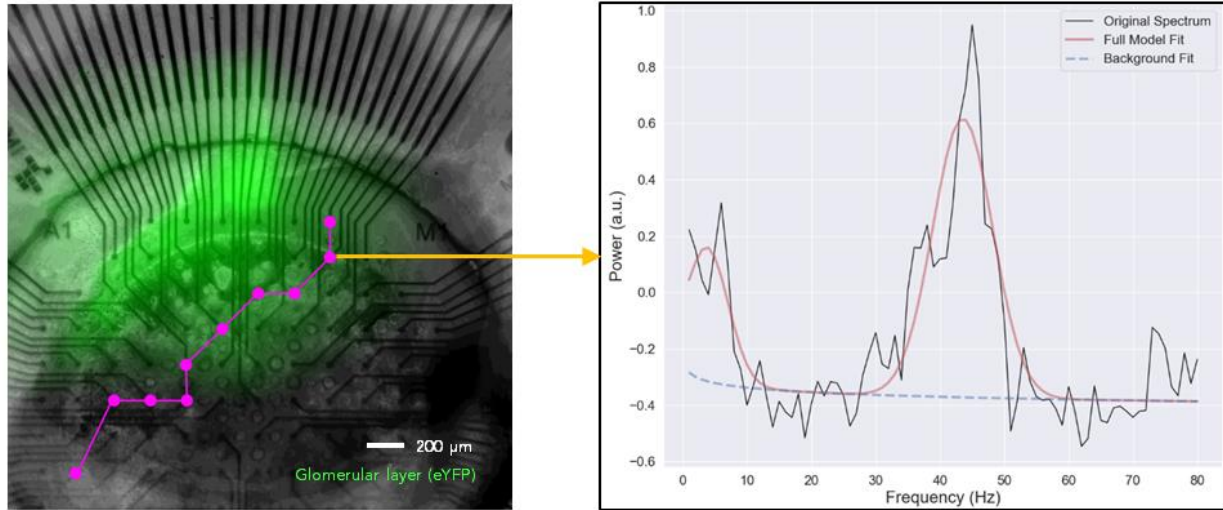 A1
M1
200 µm
Glomerular layer (eYFP)
Original Spectrum
Full Model Fit
Background Fit
Power (a.u.)
1.0
0.8
0.6
0.4
0.2
0.0
−0.2
−0.4
−0.6
0 10 20 30 40 50 60 70 80
Frequency (Hz)